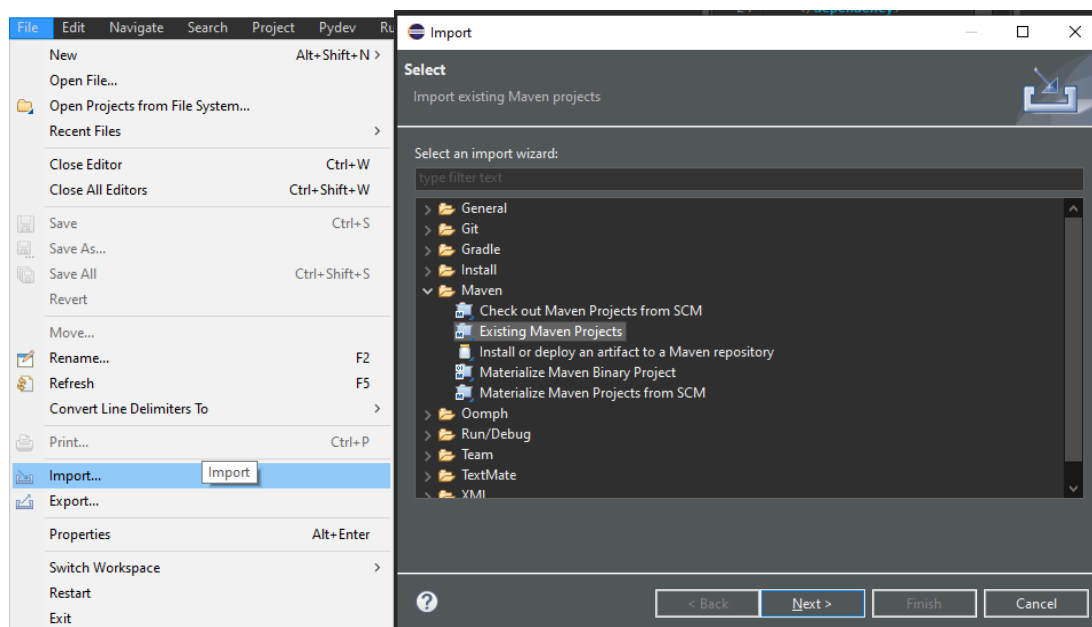 File Edit Navigate Search Project Pydev Ru
New Alt+Shift+N >
Open File...
Open Projects from File System...
Recent Files >
Close Editor Ctrl+W
Close All Editors Ctrl+Shift+W
Save Ctrl+S
Save As...
Save All Ctrl+Shift+S
Revert
Move...
Rename... F2
Refresh F5
Convert Line Delimiters To >
Print... Ctrl+P
Import... Import
Export...
Properties Alt+Enter
Switch Workspace >
Restart
Exit
Import
Select
Import existing Maven projects
Select an import wizard:
type filter text
General
Git
Gradle
Install
Maven
Check out Maven Projects from SCM
Existing Maven Projects
Install or deploy an artifact to a Maven repository
Materialize Maven Binary Project
Materialize Maven Projects from SCM
Oomph
Run/Debug
Team
TextMate
XML
? < Back Next > Finish Cancel